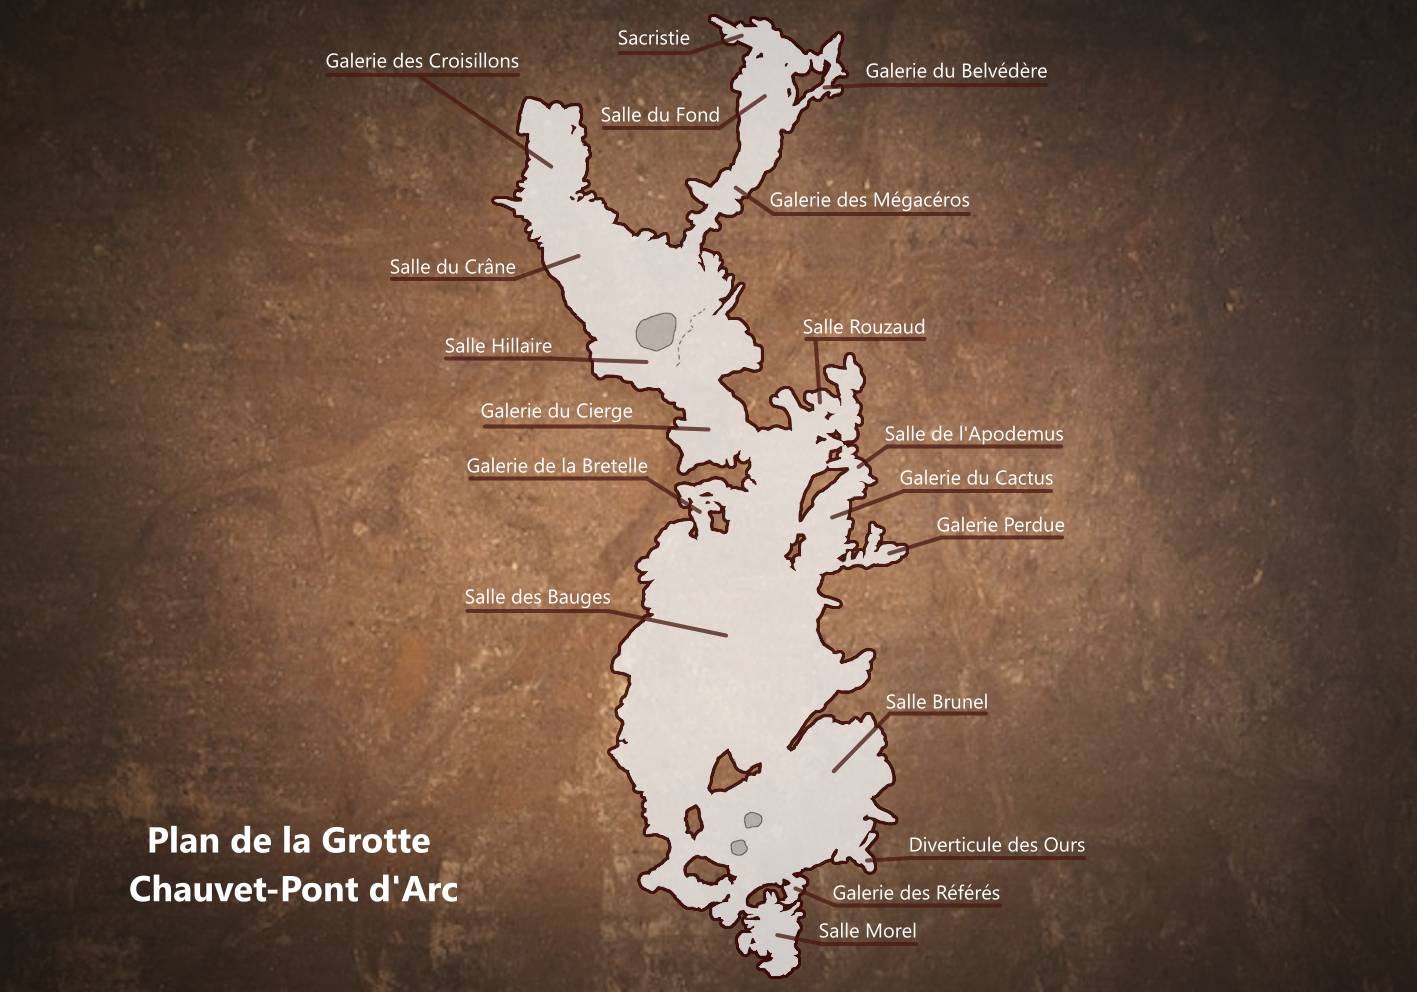 Sacristie
Galerie des Croisillons
Galerie du Belvédère
Salle du Fond
Galerie des Mégacéros
Salle du Crâne
Salle Rouzaud
Salle Hillaire
Galerie du Cierge
Salle de l'Apodemus
Galerie de la Bretelle
Galerie du Cactus
Galerie Perdue
Salle des Bauges
Salle Brunel
Plan de la Grotte
Chauvet-Pont d'Arc
Diverticule des Ours
Galerie des Référés
Salle Morel